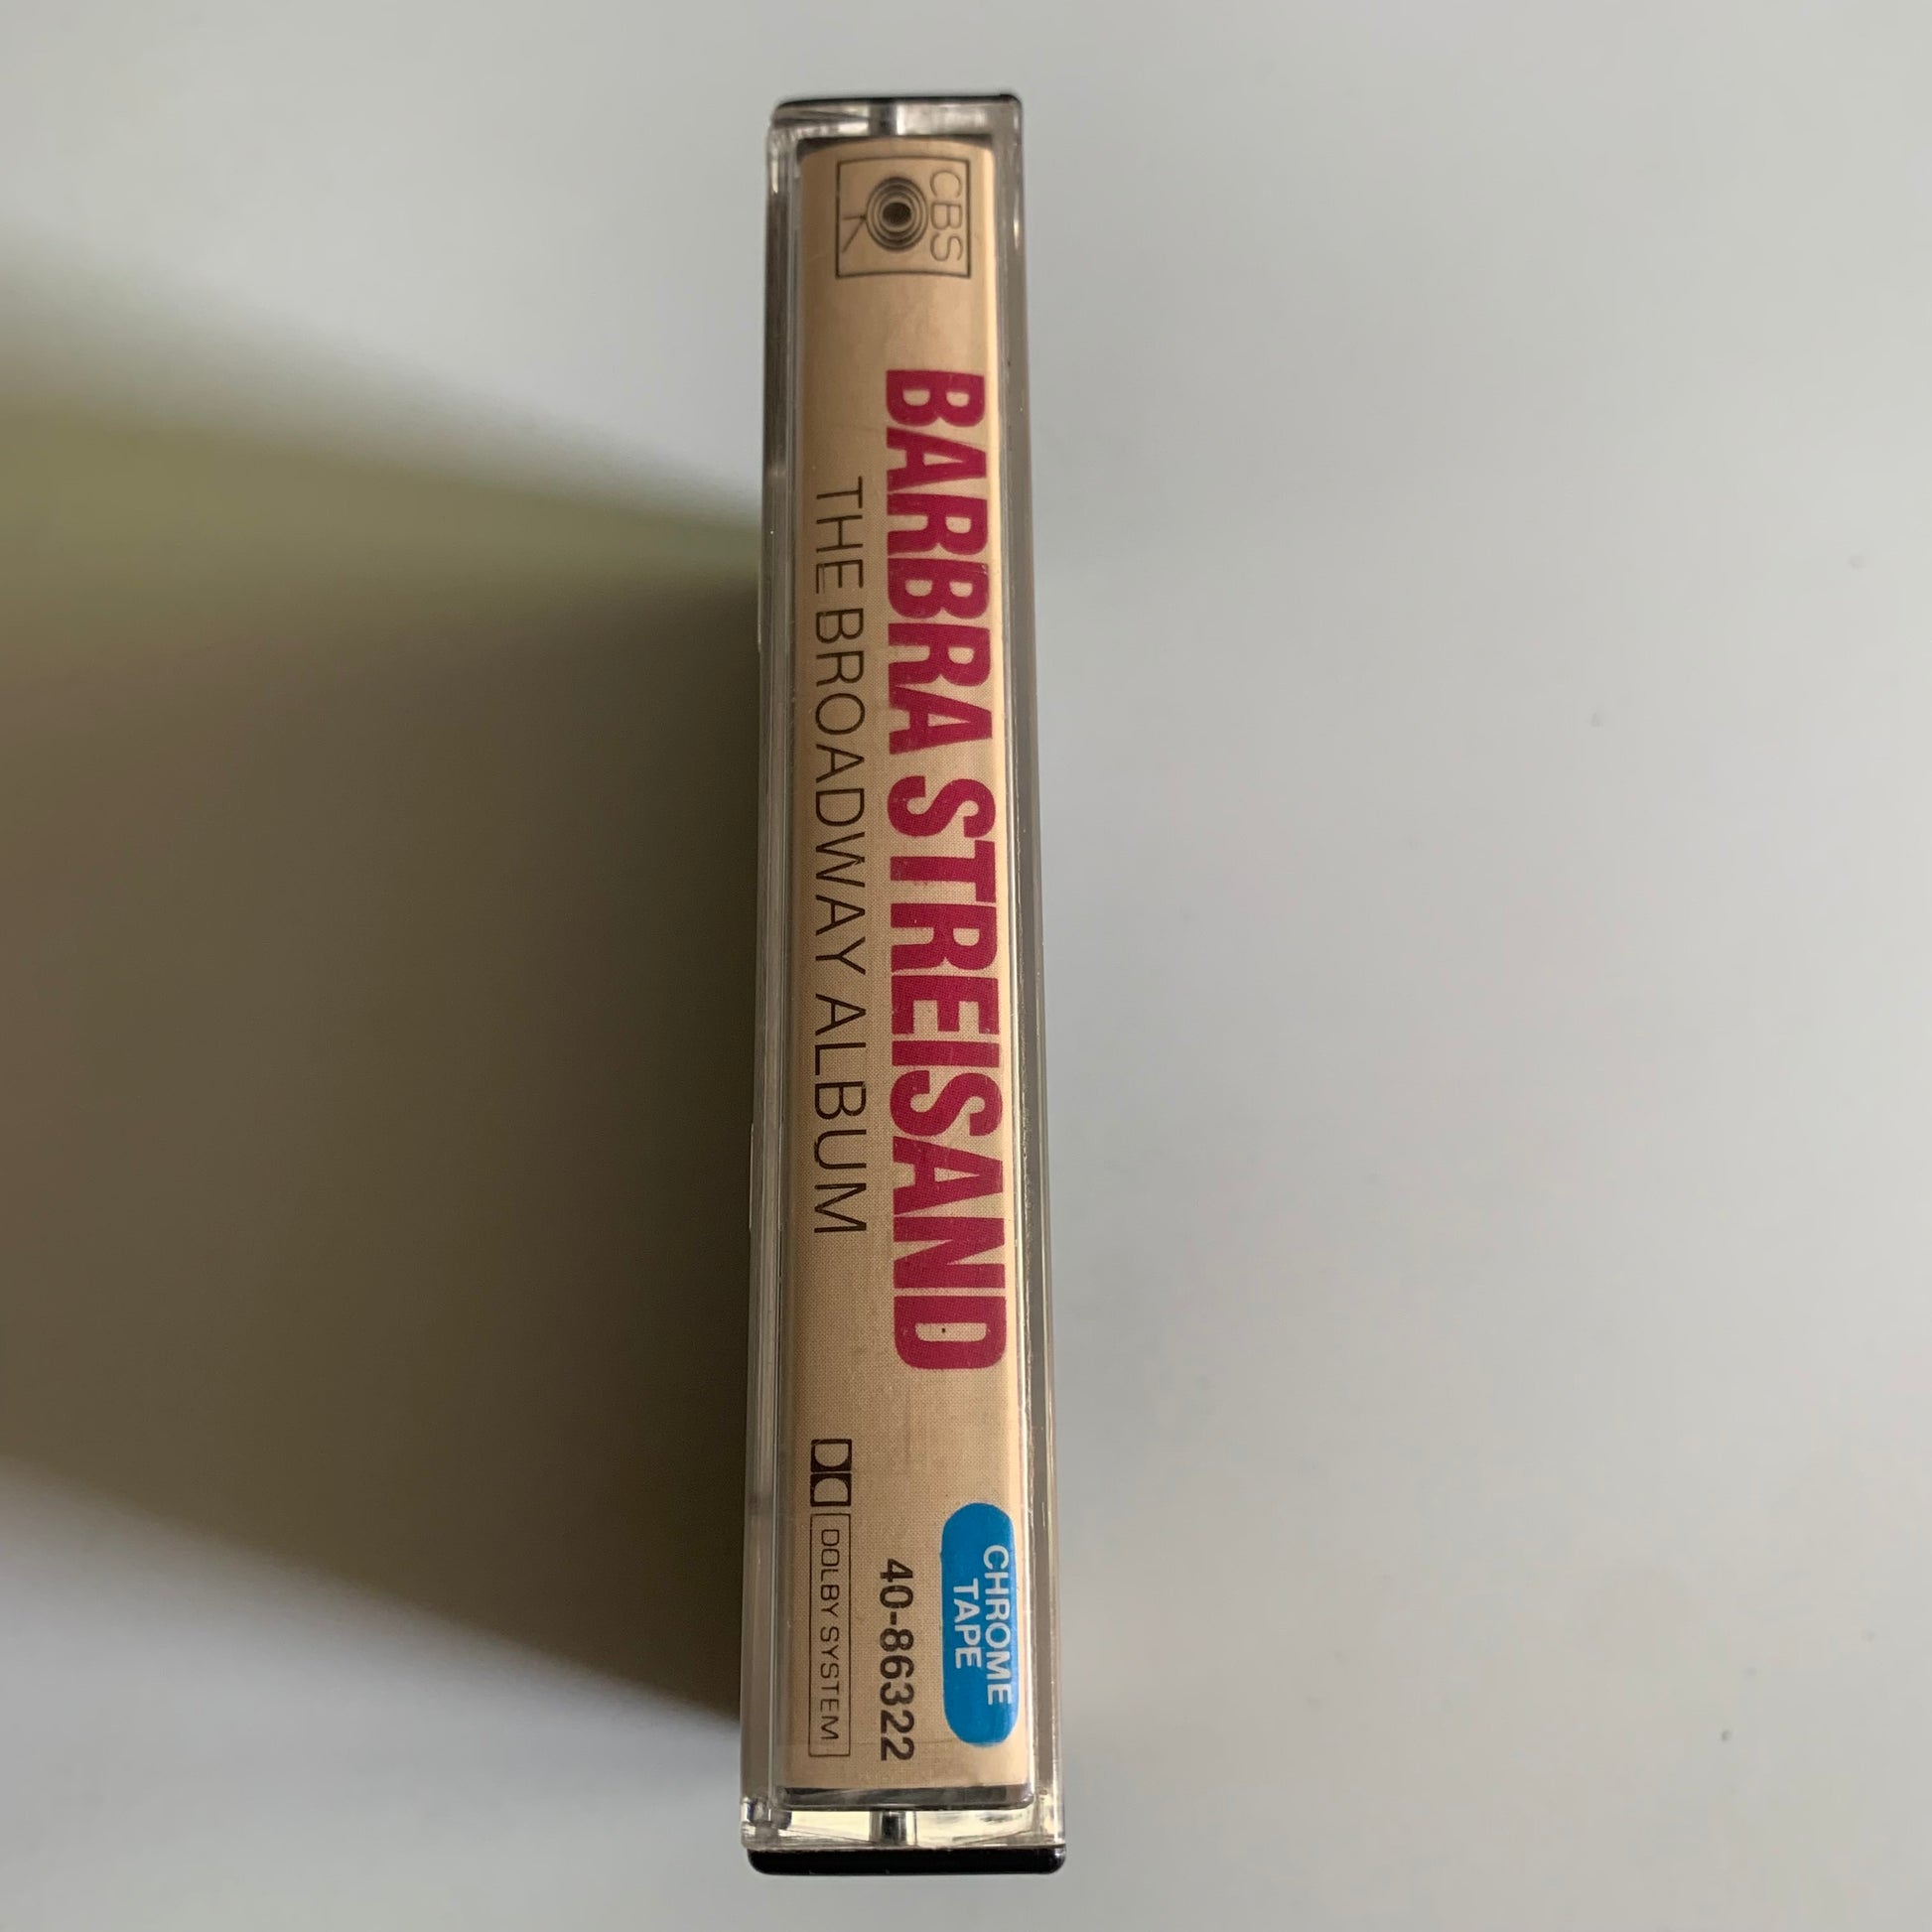 CBS
BARBRA STREISAND
THE BROADWAY ALBUM
CHROME
TAPE
40-86322
DOLBY SYSTEM